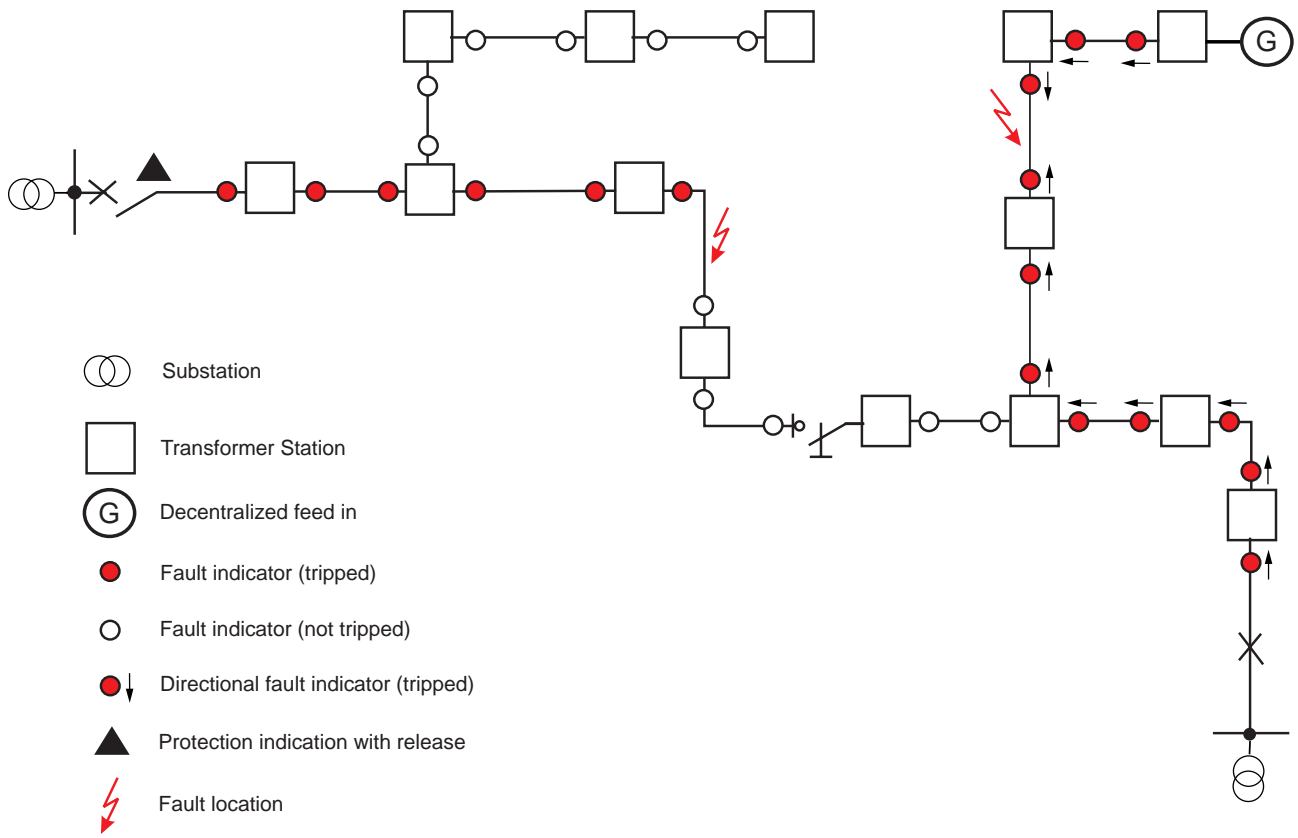 G
Substation
Transformer Station
G
Decentralized feed in
Fault indicator (tripped)
Fault indicator (not tripped)
Directional fault indicator (tripped)
Protection indication with release
Fault location